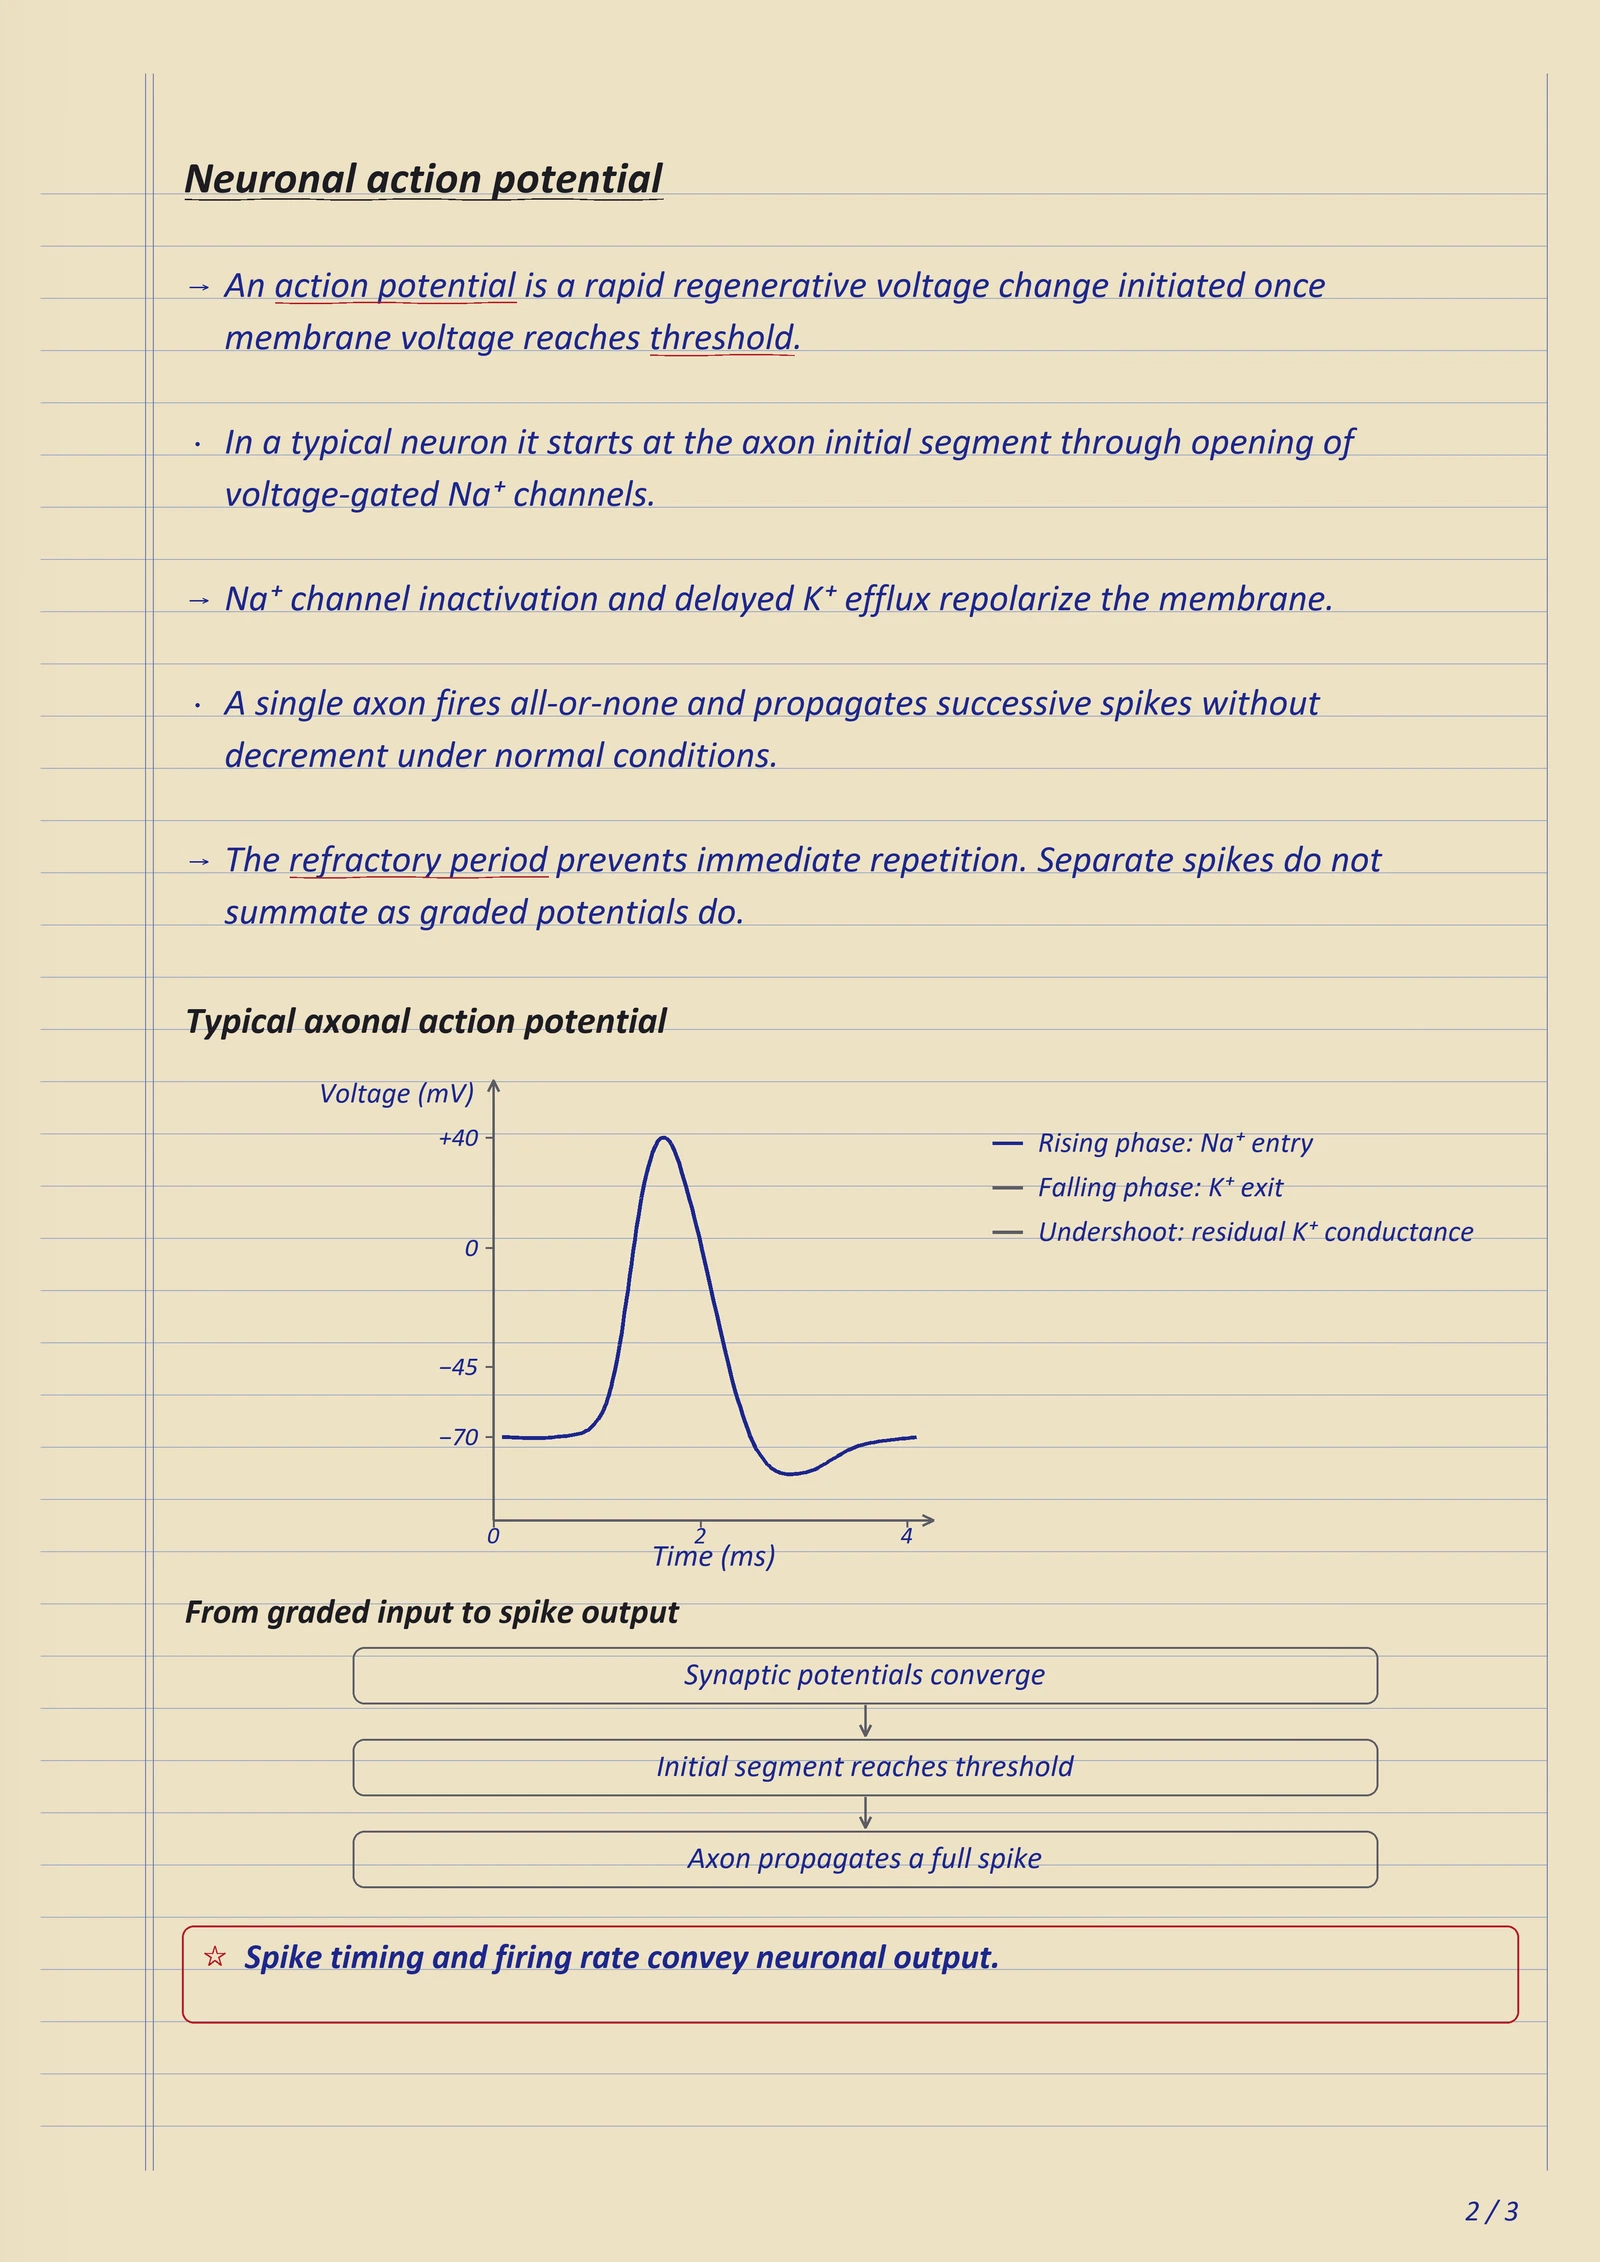 Neuronal action potential
→ An action potential is a rapid regenerative voltage change initiated once
membrane voltage reaches threshold.
· In a typical neuron it starts at the axon initial segment through opening of
voltage-gated Na⁺ channels.
→ Na⁺ channel inactivation and delayed K⁺ efflux repolarize the membrane.
· A single axon fires all-or-none and propagates successive spikes without
decrement under normal conditions.
→ The refractory period prevents immediate repetition. Separate spikes do not
summate as graded potentials do.
Typical axonal action potential
Voltage (mV)
+40
0
−45
−70
0 2 4
Time (ms)
Rising phase: Na⁺ entry
Falling phase: K⁺ exit
Undershoot: residual K⁺ conductance
From graded input to spike output
Synaptic potentials converge
Initial segment reaches threshold
Axon propagates a full spike
☆ Spike timing and firing rate convey neuronal output.
2 / 3